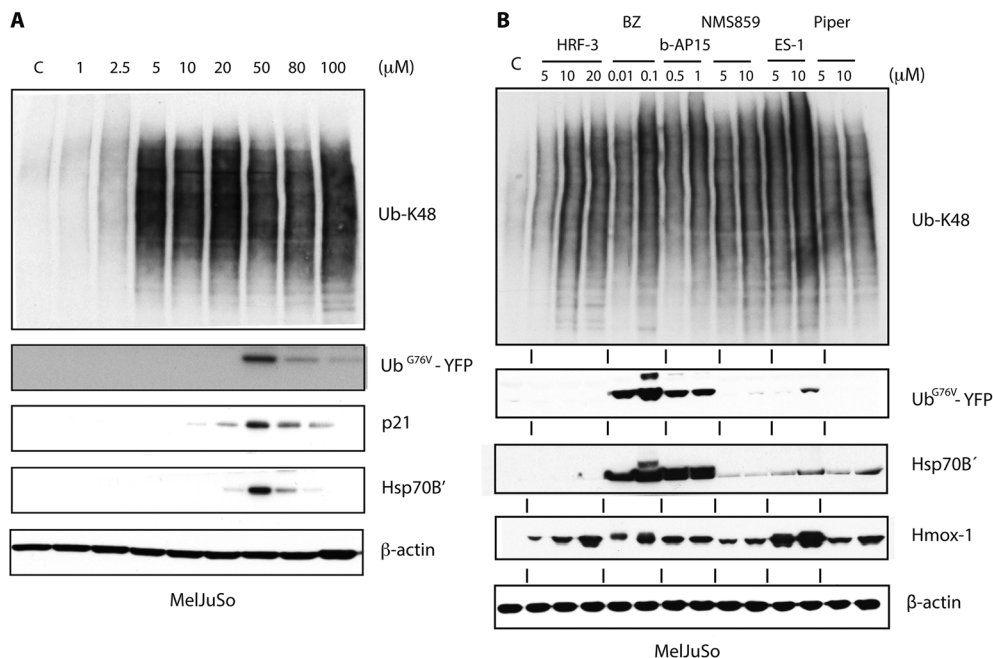 A
C 1 2.5 5 10 20 50 80 100 (μM)
Ub-K48
Ub G76V - YFP
p21
Hsp70B'
β-actin
MelJuSo
B
BZ NMS859 Piper
HRF-3 b-AP15 ES-1
C 5 10 20 0.01 0.1 0.5 1 5 10 5 10 5 10 (μM)
Ub-K48
UbG76V- YFP
Hsp70B´
Hmox-1
β-actin
MelJuSo